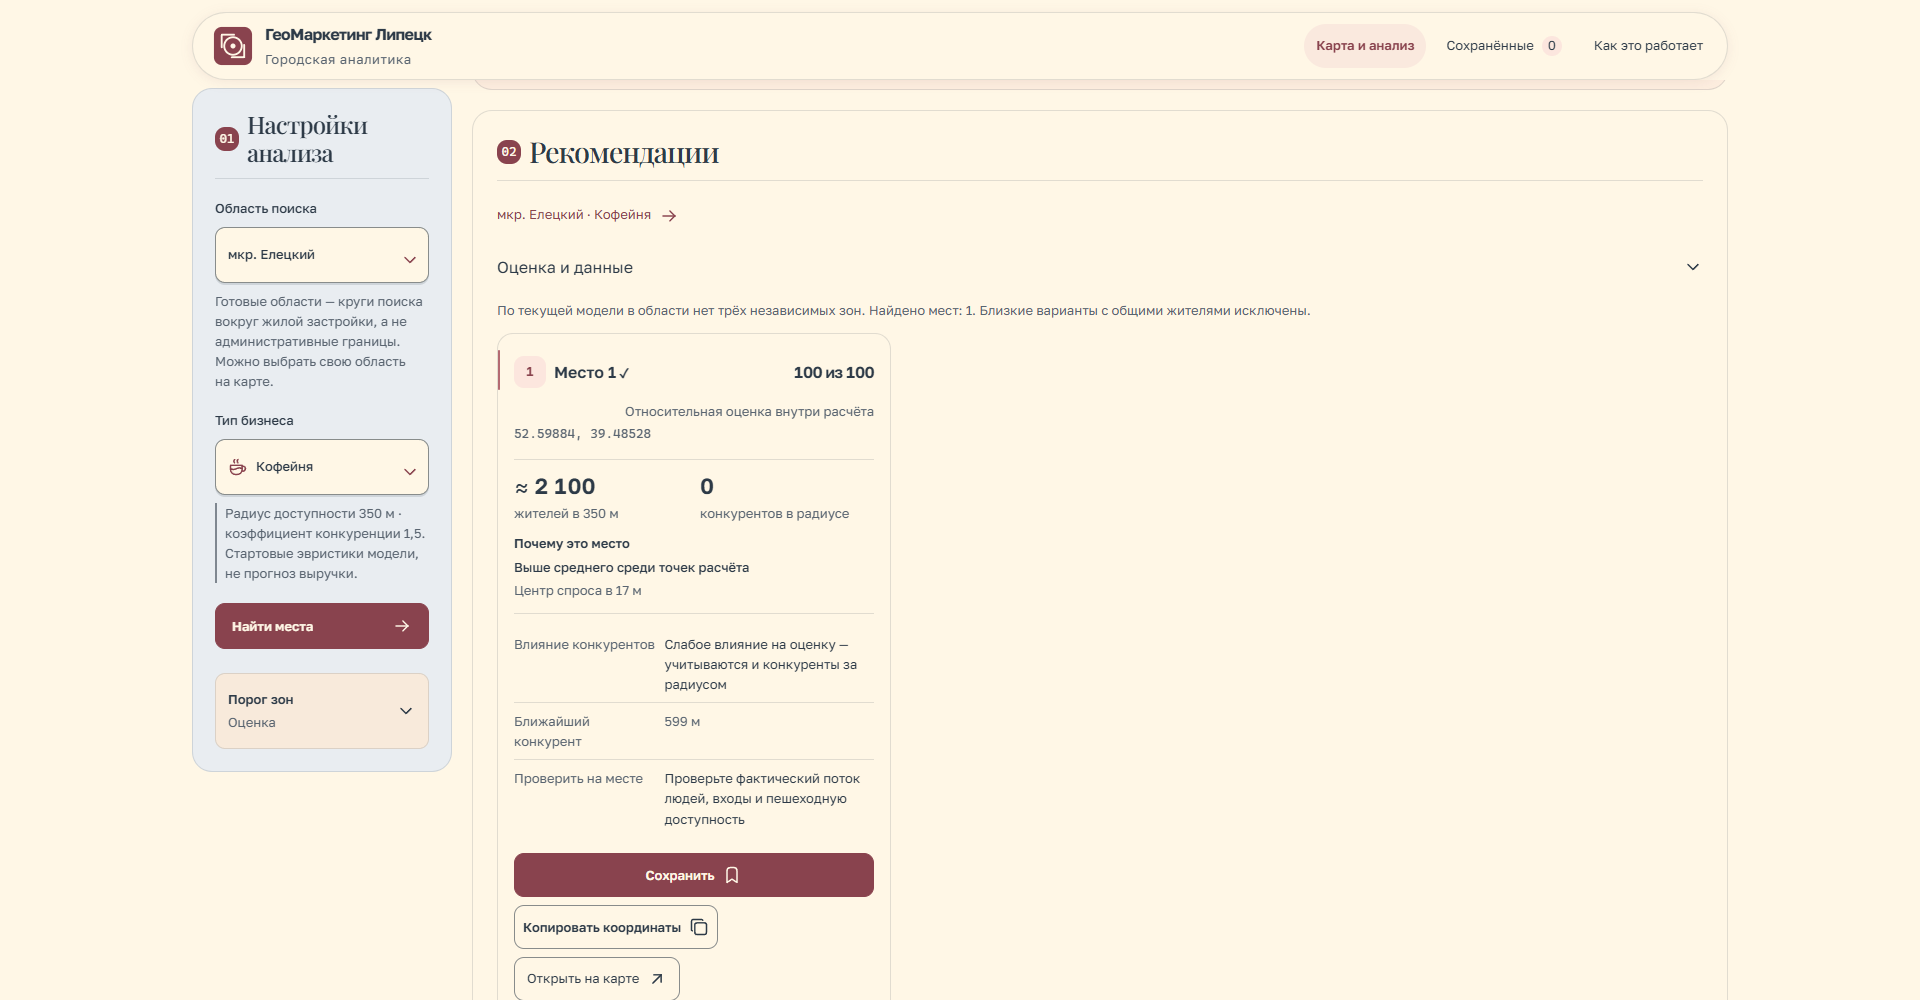 ГеоМаркетинг Липецк
Городская аналитика
Карта и анализ
Сохранённые 0
Как это работает
01 Настройки
анализа
Область поиска
мкр. Елецкий
Готовые области — круги поиска
вокруг жилой застройки, а не
административные границы.
Можно выбрать свою область
на карте.
Тип бизнеса
Кофейня
Радиус доступности 350 м ·
коэффициент конкуренции 1,5.
Стартовые эвристики модели,
не прогноз выручки.
Найти места
Порог зон
Оценка
02 Рекомендации
мкр. Елецкий · Кофейня
Оценка и данные
По текущей модели в области нет трёх независимых зон. Найдено мест: 1. Близкие варианты с общими жителями исключены.
1 Место 1 ✓ 100 из 100
Относительная оценка внутри расчёта
52.59884, 39.48528
≈ 2 100
жителей в 350 м
0
конкурентов в радиусе
Почему это место
Выше среднего среди точек расчёта
Центр спроса в 17 м
Влияние конкурентов
Слабое влияние на оценку —
учитываются и конкуренты за
радиусом
Ближайший
конкурент
599 м
Проверить на месте
Проверьте фактический поток
людей, входы и пешеходную
доступность
Сохранить
Копировать координаты
Открыть на карте